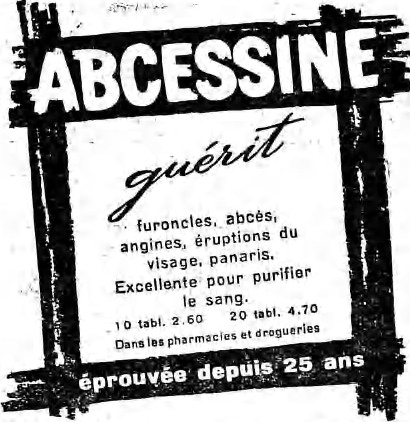 ABCESSINE
guérit
furoncles, abcès,
angines, éruptions du
visage, panaris.
Excellente pour purifier
le sang.
10 tabl. 2.60 20 tabl. 4.70
Dans les pharmacies et drogueries
éprouvée depuis 25 ans